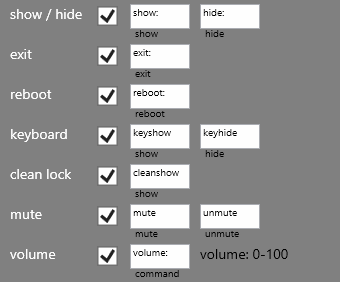 show / hide show: hide:
show hide
exit exit:
exit
reboot reboot:
reboot
keyboard keyshow keyhide
show hide
clean lock cleanshow
show
mute mute unmute
mute unmute
volume volume: volume: 0-100
command